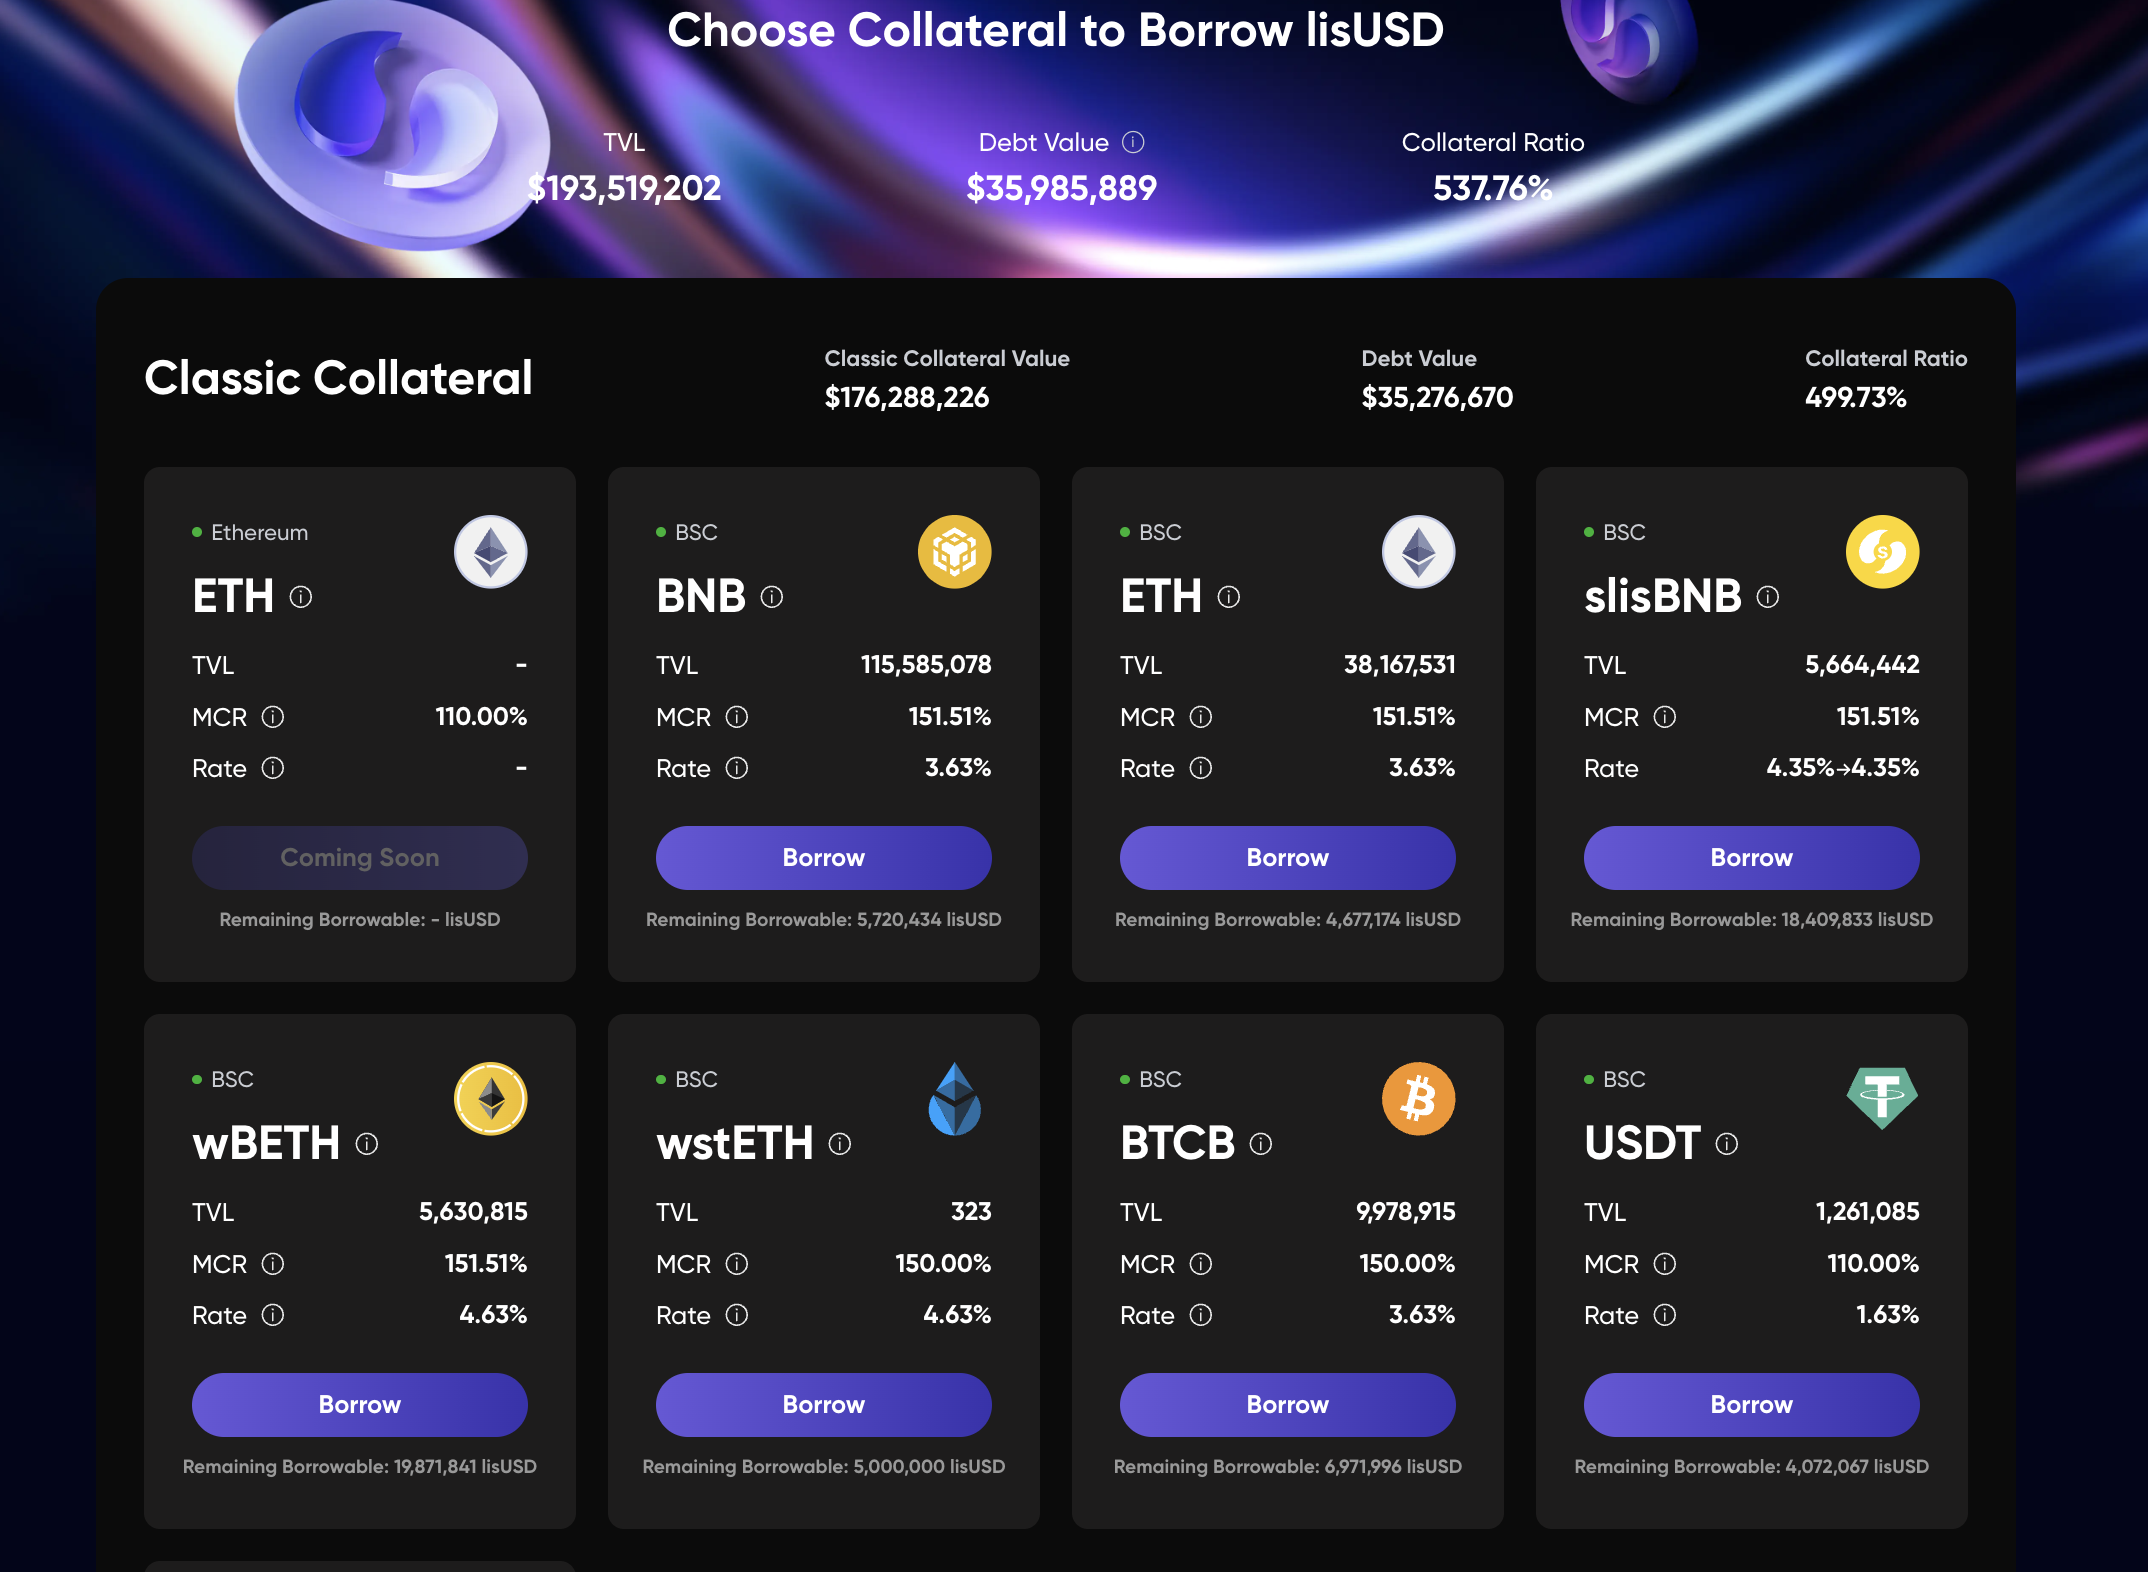 Choose Collateral to Borrow lisUSD
TVL
$193,519,202
Debt Value
$35,985,889
Collateral Ratio
537.76%
Classic Collateral
Classic Collateral Value
$176,288,226
Debt Value
$35,276,670
Collateral Ratio
499.73%
Ethereum
ETH
TVL -
MCR 110.00%
Rate -
Coming Soon
Remaining Borrowable: - lisUSD
BSC
BNB
TVL 115,585,078
MCR 151.51%
Rate 3.63%
Borrow
Remaining Borrowable: 5,720,434 lisUSD
BSC
ETH
TVL 38,167,531
MCR 151.51%
Rate 3.63%
Borrow
Remaining Borrowable: 4,677,174 lisUSD
BSC
slisBNB
TVL 5,664,442
MCR 151.51%
Rate 4.35%→4.35%
Borrow
Remaining Borrowable: 18,409,833 lisUSD
BSC
wBETH
TVL 5,630,815
MCR 151.51%
Rate 4.63%
Borrow
Remaining Borrowable: 19,871,841 lisUSD
BSC
wstETH
TVL 323
MCR 150.00%
Rate 4.63%
Borrow
Remaining Borrowable: 5,000,000 lisUSD
BSC
BTCB
TVL 9,978,915
MCR 150.00%
Rate 3.63%
Borrow
Remaining Borrowable: 6,971,996 lisUSD
BSC
USDT
TVL 1,261,085
MCR 110.00%
Rate 1.63%
Borrow
Remaining Borrowable: 4,072,067 lisUSD